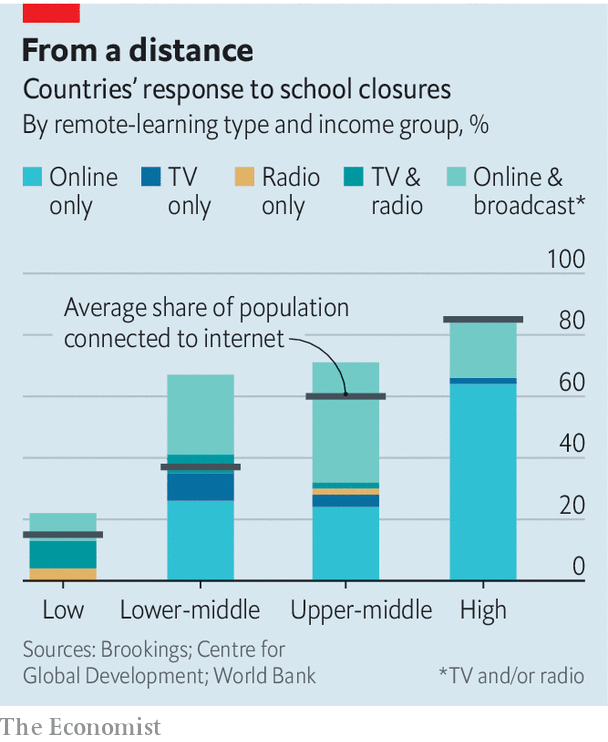 From a distance
Countries’ response to school closures
By remote-learning type and income group, %
Online only
TV only
Radio only
TV & radio
Online & broadcast*
100
Average share of population
connected to internet
80
60
40
20
0
Low
Lower-middle
Upper-middle
High
Sources: Brookings; Centre for
Global Development; World Bank
*TV and/or radio
The Economist